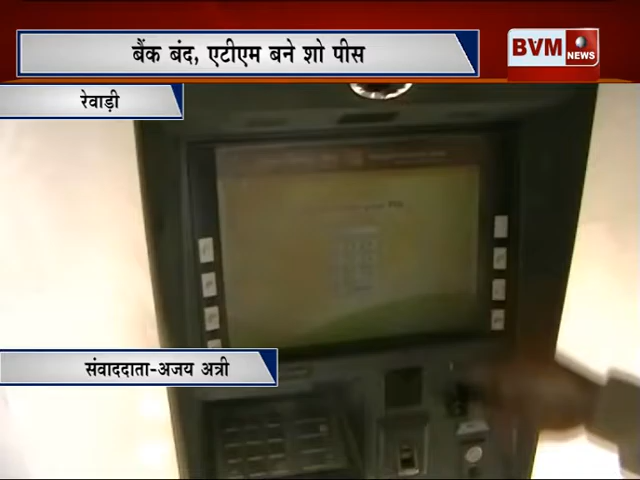 बैंक बंद, एटीएम बने शो पीस
BVM NEWS
रेवाड़ी
संवाददाता-अजय अत्री